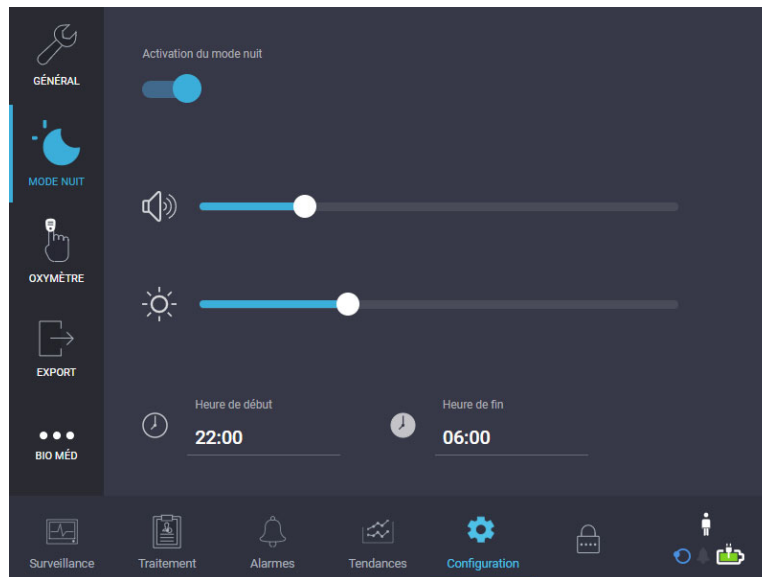 GÉNÉRAL
MODE NUIT
OXYMÈTRE
EXPORT
BIO MÉD
Activation du mode nuit
Heure de début
22:00
Heure de fin
06:00
Surveillance
Traitement
Alarmes
Tendances
Configuration